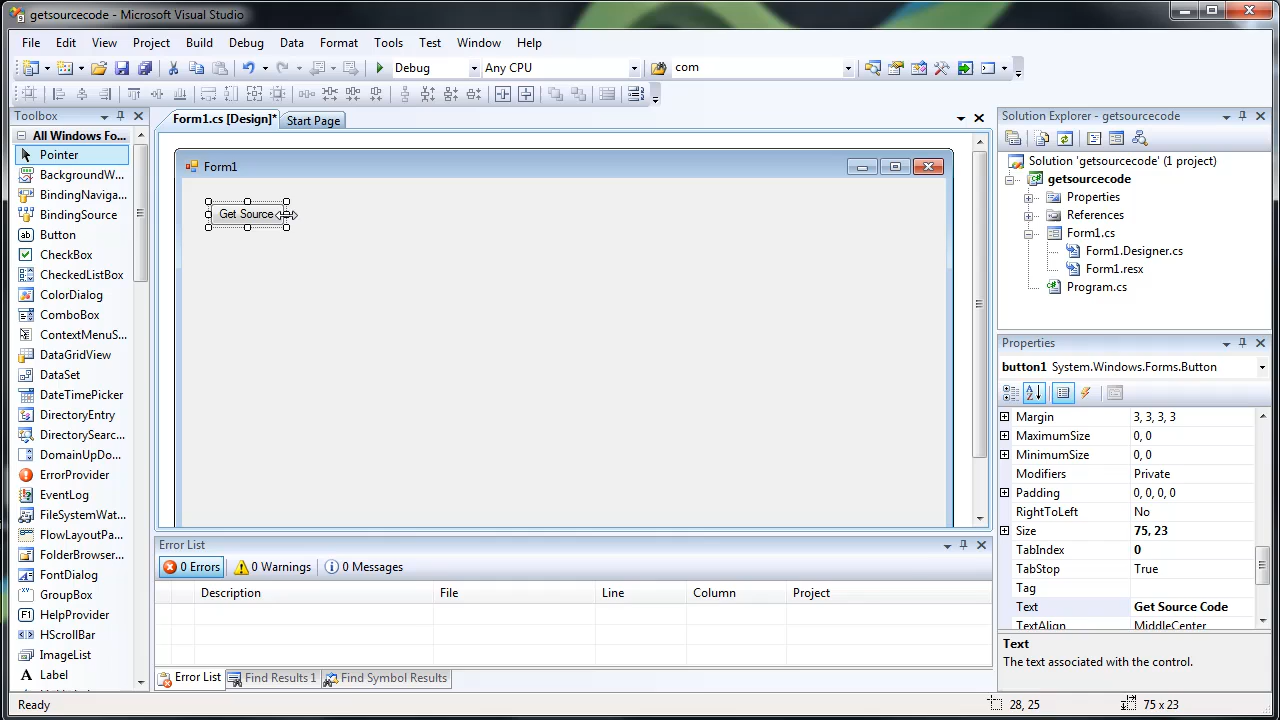 getsourcecode - Microsoft Visual Studio
File Edit View Project Build Debug Data Format Tools Test Window Help
Debug Any CPU com
Toolbox
All Windows Fo...
Pointer
BackgroundW...
BindingNaviga...
BindingSource
Button
CheckBox
CheckedListBox
ColorDialog
ComboBox
ContextMenuS...
DataGridView
DataSet
DateTimePicker
DirectoryEntry
DirectorySearc...
DomainUpDo...
ErrorProvider
EventLog
FileSystemWat...
FlowLayoutPa...
FolderBrowser...
FontDialog
GroupBox
HelpProvider
HScrollBar
ImageList
Label
Form1.cs [Design]* Start Page
Form1
Get Source
Error List
0 Errors 0 Warnings 0 Messages
Description File Line Column Project
Error List Find Results 1 Find Symbol Results
Solution Explorer - getsourcecode
Solution 'getsourcecode' (1 project)
getsourcecode
Properties
References
Form1.cs
Form1.Designer.cs
Form1.resx
Program.cs
Properties
button1 System.Windows.Forms.Button
Margin 3, 3, 3, 3
MaximumSize 0, 0
MinimumSize 0, 0
Modifiers Private
Padding 0, 0, 0, 0
RightToLeft No
Size 75, 23
TabIndex 0
TabStop True
Tag
Text Get Source Code
TextAlign MiddleCenter
Text
The text associated with the control.
Ready 28, 25 75 x 23